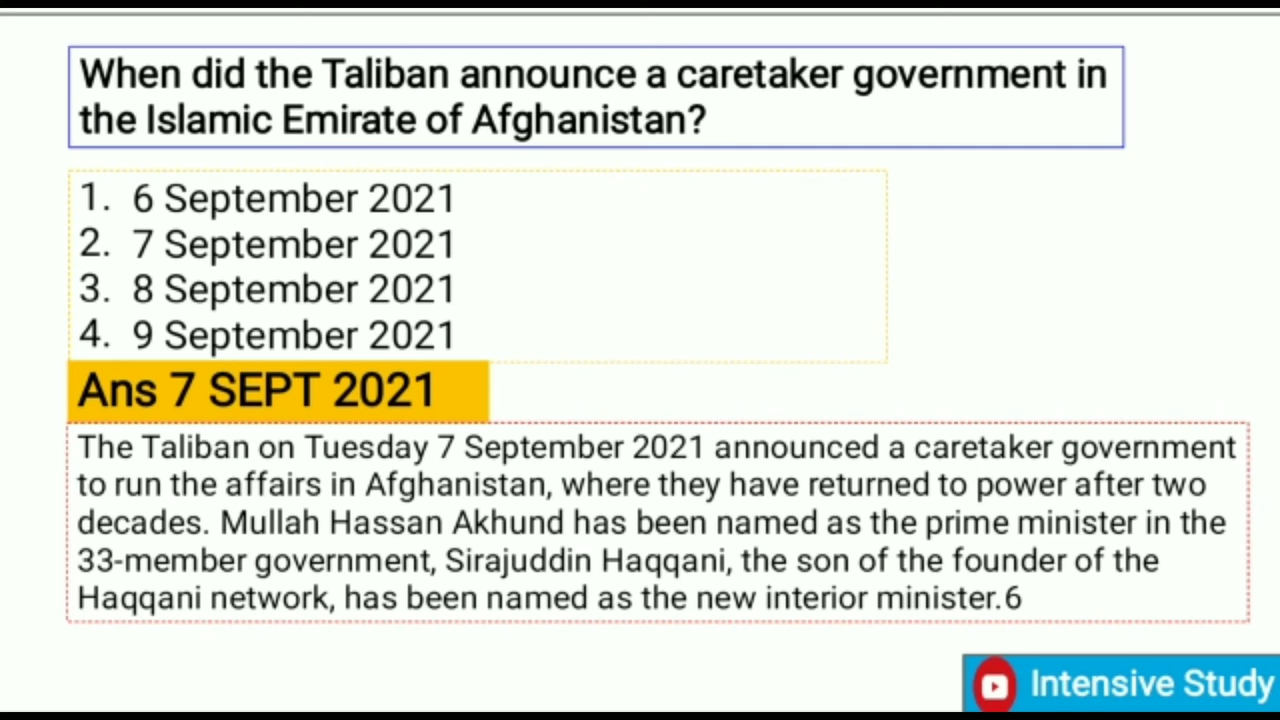 When did the Taliban announce a caretaker government in
the Islamic Emirate of Afghanistan?
1. 6 September 2021
2. 7 September 2021
3. 8 September 2021
4. 9 September 2021
Ans 7 SEPT 2021
The Taliban on Tuesday 7 September 2021 announced a caretaker government
to run the affairs in Afghanistan, where they have returned to power after two
decades. Mullah Hassan Akhund has been named as the prime minister in the
33-member government, Sirajuddin Haqqani, the son of the founder of the
Haqqani network, has been named as the new interior minister.6
Intensive Study